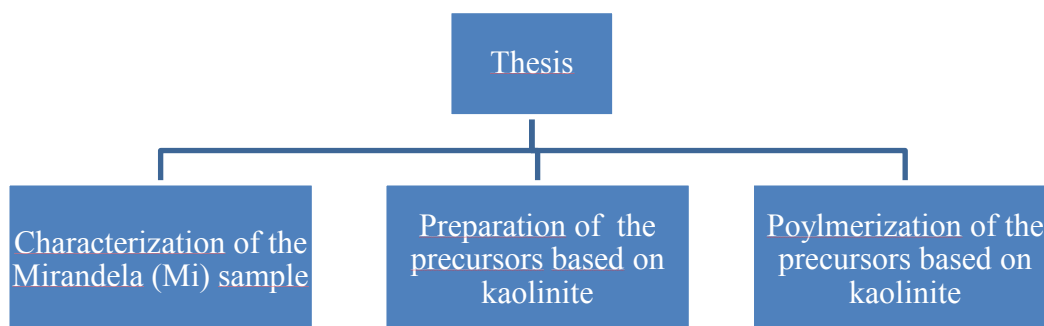 Thesis
Characterization of the
Mirandela (Mi) sample
Preparation of the
precursors based on
kaolinite
Poylmerization of the
precursors based on
kaolinite